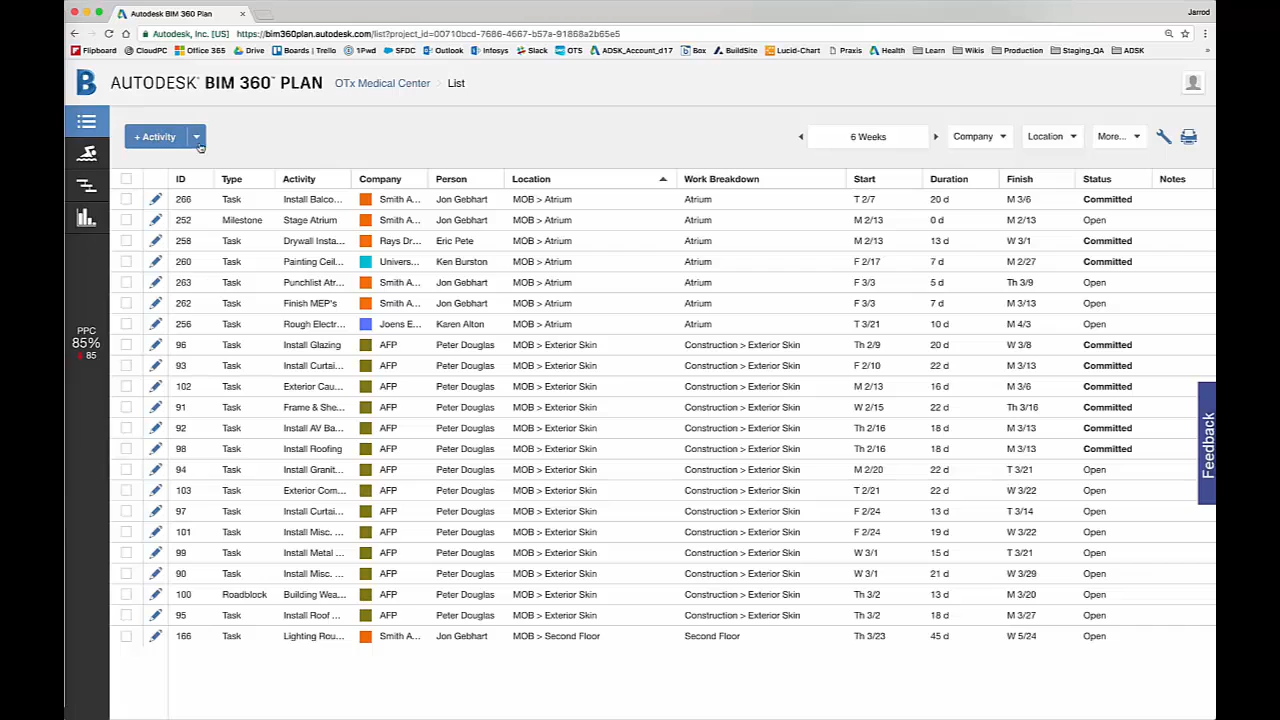 Autodesk BIM 360 Plan
Jarrod
Autodesk, Inc. [US] https://bim360plan.autodesk.com/list?project_id=00710bcd-7686-4667-b57a-91868a2b65e5
Flipboard CloudPC Office 365 Drive Boards | Trello 1Pwd SFDC Outlook Infosys Slack OTS ADSK_Account_d17 Box BuildSite Lucid-Chart Praxis Health Learn Wikis Production Staging_QA ADSK
B AUTODESK® BIM 360™ PLAN OTx Medical Center > List
+ Activity 6 Weeks Company Location More...
ID Type Activity Company Person Location Work Breakdown Start Duration Finish Status Notes
266 Task Install Balco... Smith A... Jon Gebhart MOB > Atrium Atrium T 2/7 20 d M 3/6 Committed
252 Milestone Stage Atrium Smith A... Jon Gebhart MOB > Atrium Atrium M 2/13 0 d M 2/13 Open
258 Task Drywall Insta... Rays Dr... Eric Pete MOB > Atrium Atrium M 2/13 13 d W 3/1 Committed
260 Task Painting Ceil... Univers... Ken Burston MOB > Atrium Atrium F 2/17 7 d M 2/27 Committed
263 Task Punchlist Atr... Smith A... Jon Gebhart MOB > Atrium Atrium F 3/3 5 d Th 3/9 Open
262 Task Finish MEP's Smith A... Jon Gebhart MOB > Atrium Atrium F 3/3 7 d M 3/13 Open
256 Task Rough Electr... Joens E... Karen Alton MOB > Atrium Atrium T 3/21 10 d M 4/3 Open
96 Task Install Glazing AFP Peter Douglas MOB > Exterior Skin Construction > Exterior Skin Th 2/9 20 d W 3/8 Committed
93 Task Install Curtai... AFP Peter Douglas MOB > Exterior Skin Construction > Exterior Skin F 2/10 22 d M 3/13 Committed
102 Task Exterior Cau... AFP Peter Douglas MOB > Exterior Skin Construction > Exterior Skin M 2/13 16 d M 3/6 Committed
91 Task Frame & She... AFP Peter Douglas MOB > Exterior Skin Construction > Exterior Skin W 2/15 22 d Th 3/16 Committed
92 Task Install AV Ba... AFP Peter Douglas MOB > Exterior Skin Construction > Exterior Skin Th 2/16 18 d M 3/13 Committed
98 Task Install Roofing AFP Peter Douglas MOB > Exterior Skin Construction > Exterior Skin Th 2/16 18 d M 3/13 Committed
94 Task Install Granit... AFP Peter Douglas MOB > Exterior Skin Construction > Exterior Skin M 2/20 22 d T 3/21 Open
103 Task Exterior Com... AFP Peter Douglas MOB > Exterior Skin Construction > Exterior Skin T 2/21 22 d W 3/22 Open
97 Task Install Curtai... AFP Peter Douglas MOB > Exterior Skin Construction > Exterior Skin F 2/24 13 d T 3/14 Open
101 Task Install Misc. ... AFP Peter Douglas MOB > Exterior Skin Construction > Exterior Skin F 2/24 19 d W 3/22 Open
99 Task Install Metal ... AFP Peter Douglas MOB > Exterior Skin Construction > Exterior Skin W 3/1 15 d T 3/21 Open
90 Task Install Misc. ... AFP Peter Douglas MOB > Exterior Skin Construction > Exterior Skin W 3/1 21 d W 3/29 Open
100 Roadblock Building Wea... AFP Peter Douglas MOB > Exterior Skin Construction > Exterior Skin Th 3/2 13 d M 3/20 Open
95 Task Install Roof ... AFP Peter Douglas MOB > Exterior Skin Construction > Exterior Skin Th 3/2 18 d M 3/27 Open
166 Task Lighting Rou... Smith A... Jon Gebhart MOB > Second Floor Second Floor Th 3/23 45 d W 5/24 Open
PPC
85%
85
Feedback